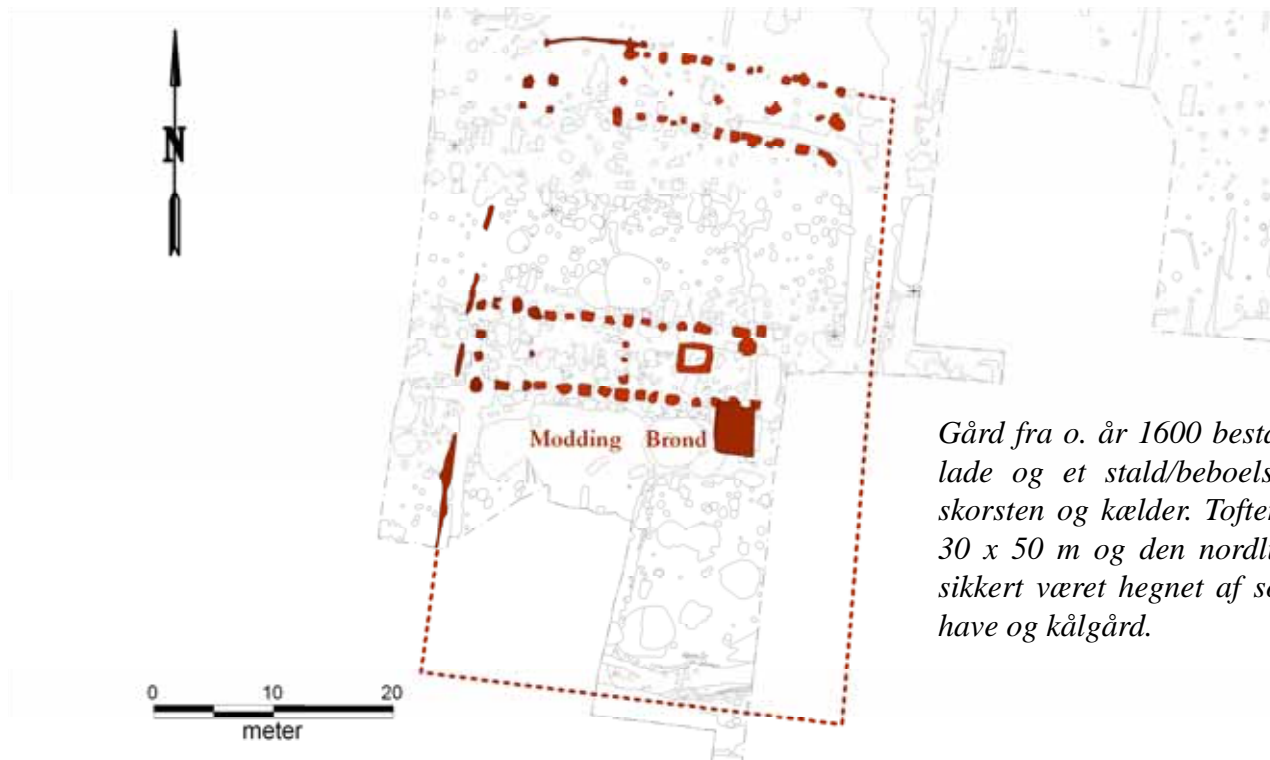 N
Modding Brønd
Gård fra o. år 1600 besta
lade og et stald/beboels
skorsten og kælder. Tofte
30 x 50 m og den nordl
sikkert været hegnet af s
have og kålgård.
0 10 20
meter